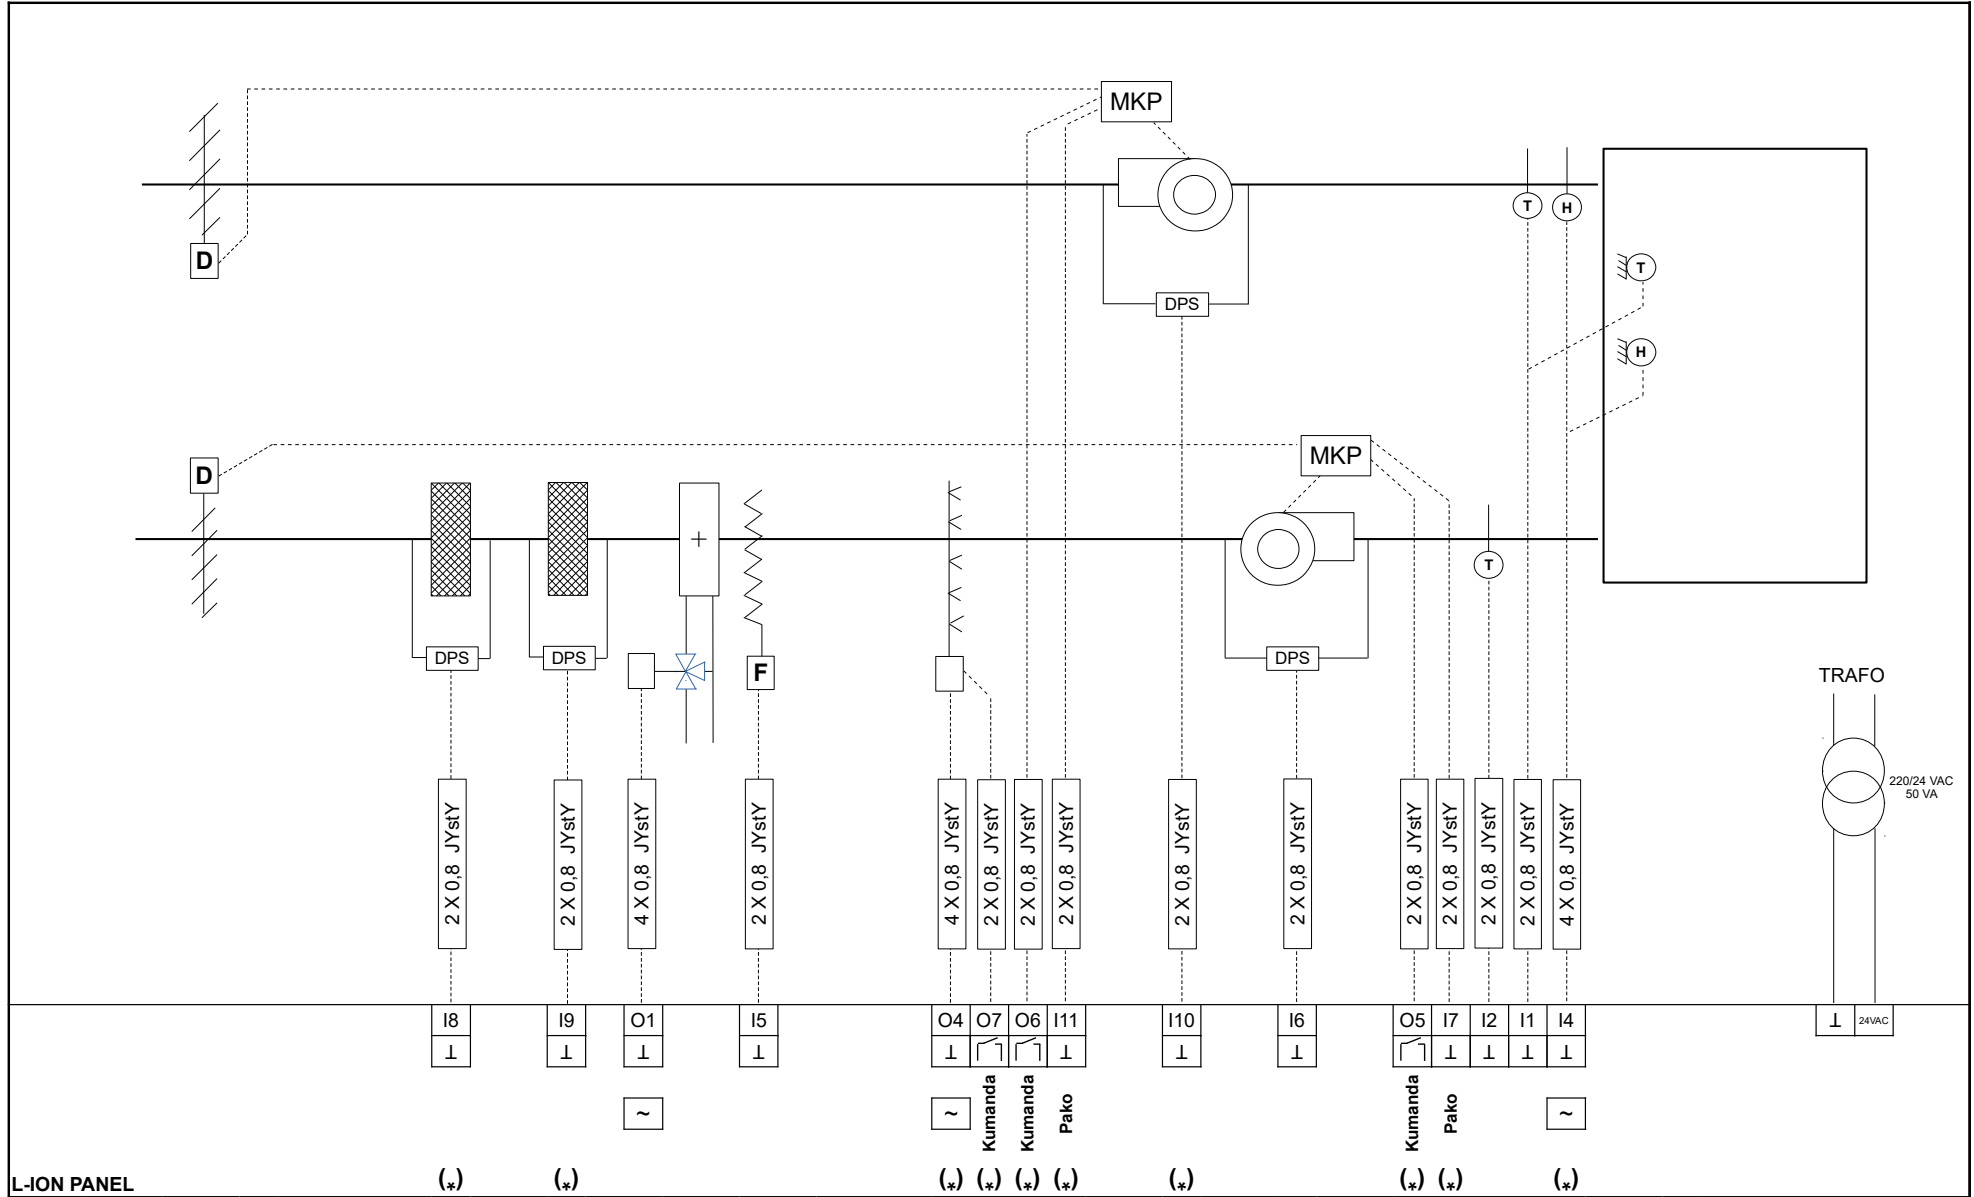 MKP
D
T
H
T
DPS
H
MKP
D
+
T
DPS
DPS
F
DPS
TRAFO
220/24 VAC
50 VA
2 X 0,8 JYstY
2 X 0,8 JYstY
4 X 0,8 JYstY
2 X 0,8 JYstY
4 X 0,8 JYstY
2 X 0,8 JYstY
2 X 0,8 JYstY
2 X 0,8 JYstY
2 X 0,8 JYstY
2 X 0,8 JYstY
2 X 0,8 JYstY
2 X 0,8 JYstY
2 X 0,8 JYstY
2 X 0,8 JYstY
4 X 0,8 JYstY
I8 I9 O1 I5 O4 O7 O6 I11 I10 I6 O5 I7 I2 I1 I4 ⊥ 24VAC
⊥ ⊥ ⊥ ⊥ ⊥ ⊥ ⊥ ⊥ ⊥ ⊥ ⊥ ⊥
~ ~ Kumanda Kumanda Pako Kumanda Pako ~
L-ION PANEL (*) (*) (*) (*) (*) (*) (*) (*) (*) (*)